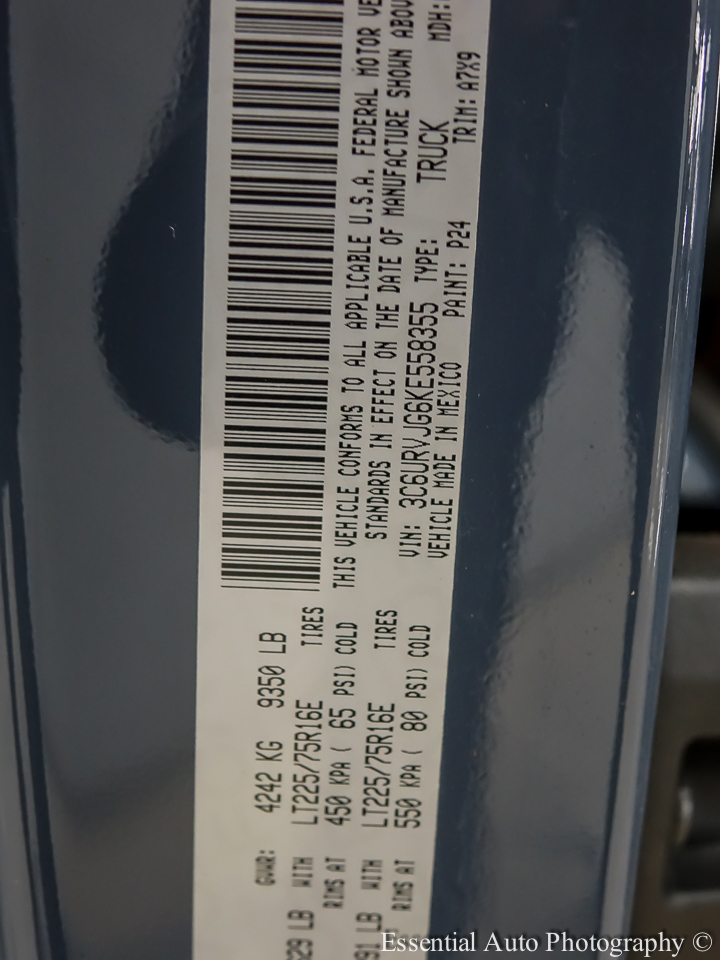 GVWR: 4242 KG 9350 LB
WITH LT225/75R16E TIRES
RIMS AT 450 KPA ( 65 PSI) COLD
LB WITH LT225/75R16E TIRES
RIMS AT 550 KPA ( 80 PSI) COLD
THIS VEHICLE CONFORMS TO ALL APPLICABLE U.S.A. FEDERAL MOTOR
STANDARDS IN EFFECT ON THE DATE OF MANUFACTURE SHOWN
VIN: 3C6URVJG6KE558355 TYPE: TRUCK MDH:
VEHICLE MADE IN MEXICO PAINT: P24 TRIM: A7X9
Essential Auto Photography ©